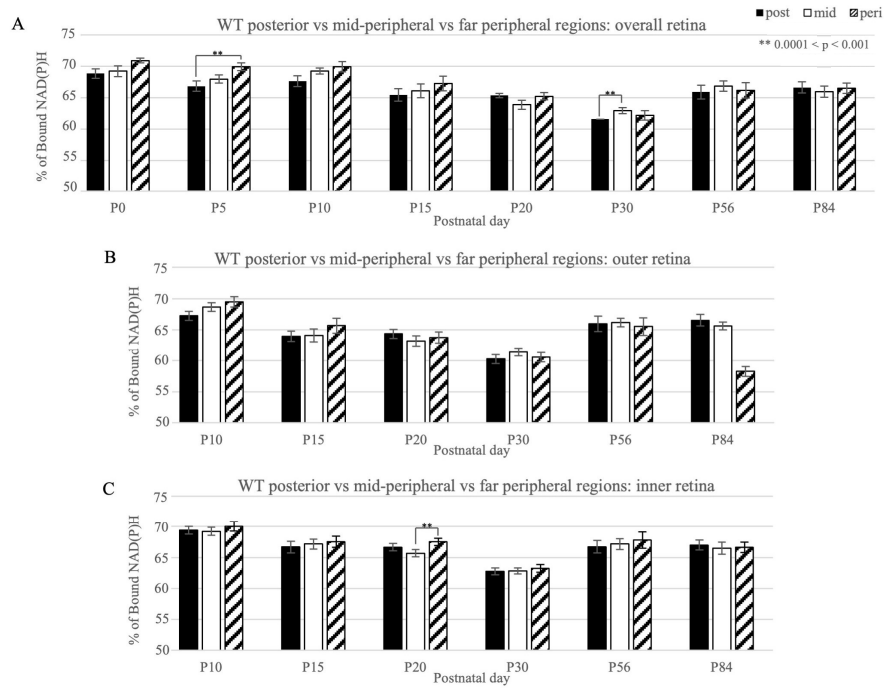 A
WT posterior vs mid-peripheral vs far peripheral regions: overall retina
post mid peri
** 0.0001 < p < 0.001
% of Bound NAD(P)H
75
70
65
60
55
50
**
**
P0 P5 P10 P15 P20 P30 P56 P84
Postnatal day
B
WT posterior vs mid-peripheral vs far peripheral regions: outer retina
% of Bound NAD(P)H
75
70
65
60
55
50
P10 P15 P20 P30 P56 P84
Postnatal day
C
WT posterior vs mid-peripheral vs far peripheral regions: inner retina
% of Bound NAD(P)H
75
70
65
60
55
50
**
P10 P15 P20 P30 P56 P84
Postnatal day